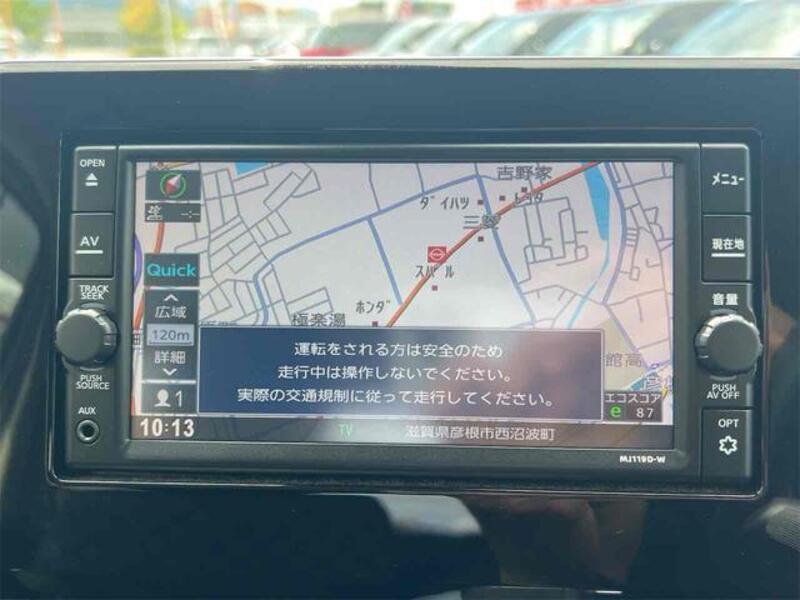 OPEN
AV
TRACK
SEEK
PUSH
SOURCE
AUX
Quick
広域
120m
詳細
1
10:13
吉野家
ダイハツ
トヨタ
三菱
スバル
ホンダ
極楽湯
館高
運転をされる方は安全のため
走行中は操作しないでください。
実際の交通規制に従って走行してください。
エコスコア
e 87
TV
滋賀県彦根市西沼波町
MJ119D-W
メニュー
現在地
音量
PUSH
AV OFF
OPT